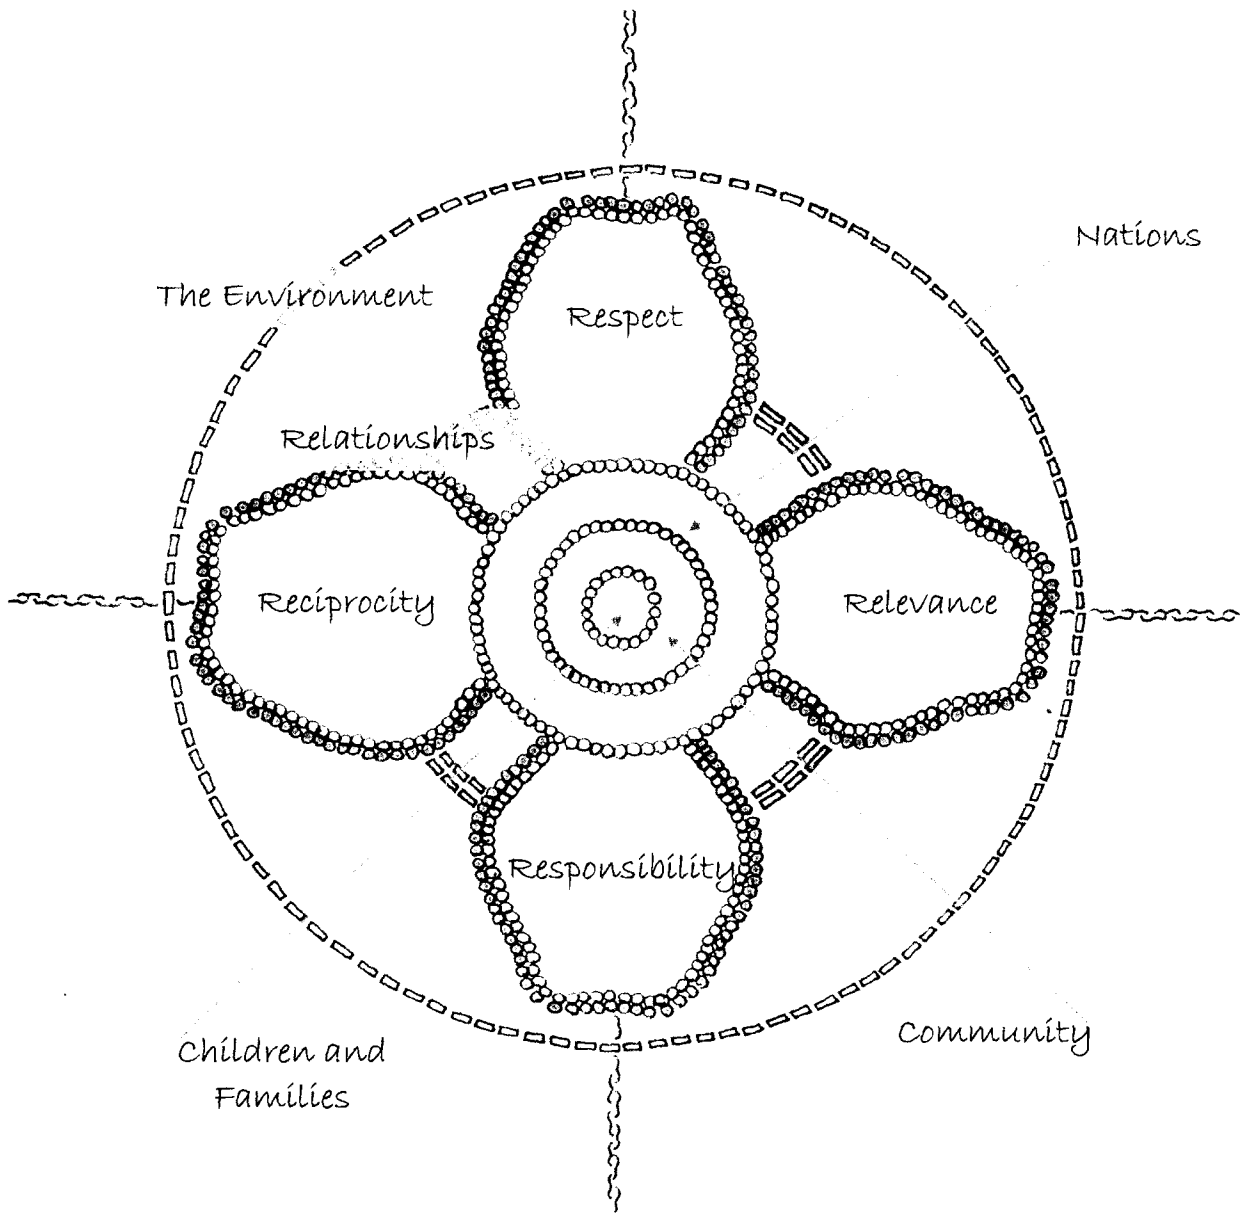 Nations
The Environment
Respect
Relationships
Reciprocity
Relevance
Responsibility
Community
Children and
Families